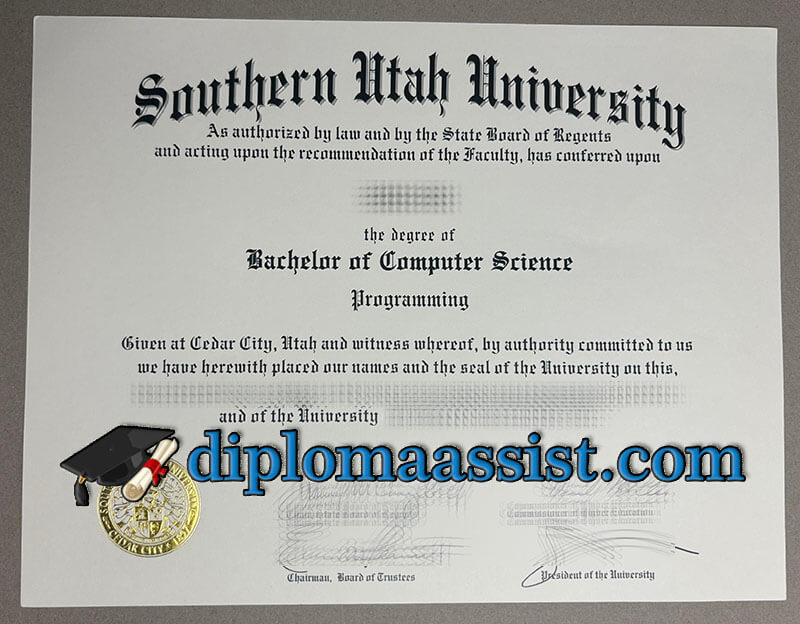 Southern Utah University
As authorized by law and by the State Board of Regents
and acting upon the recommendation of the Faculty, has conferred upon
the degree of
Bachelor of Computer Science
Programming
Given at Cedar City, Utah and witness whereof, by authority committed to us
we have herewith placed our names and the seal of the University on this,
and of the University
diplomaassist.com
CEDAR CITY 1897
Chairman, Board of Trustees
President of the University